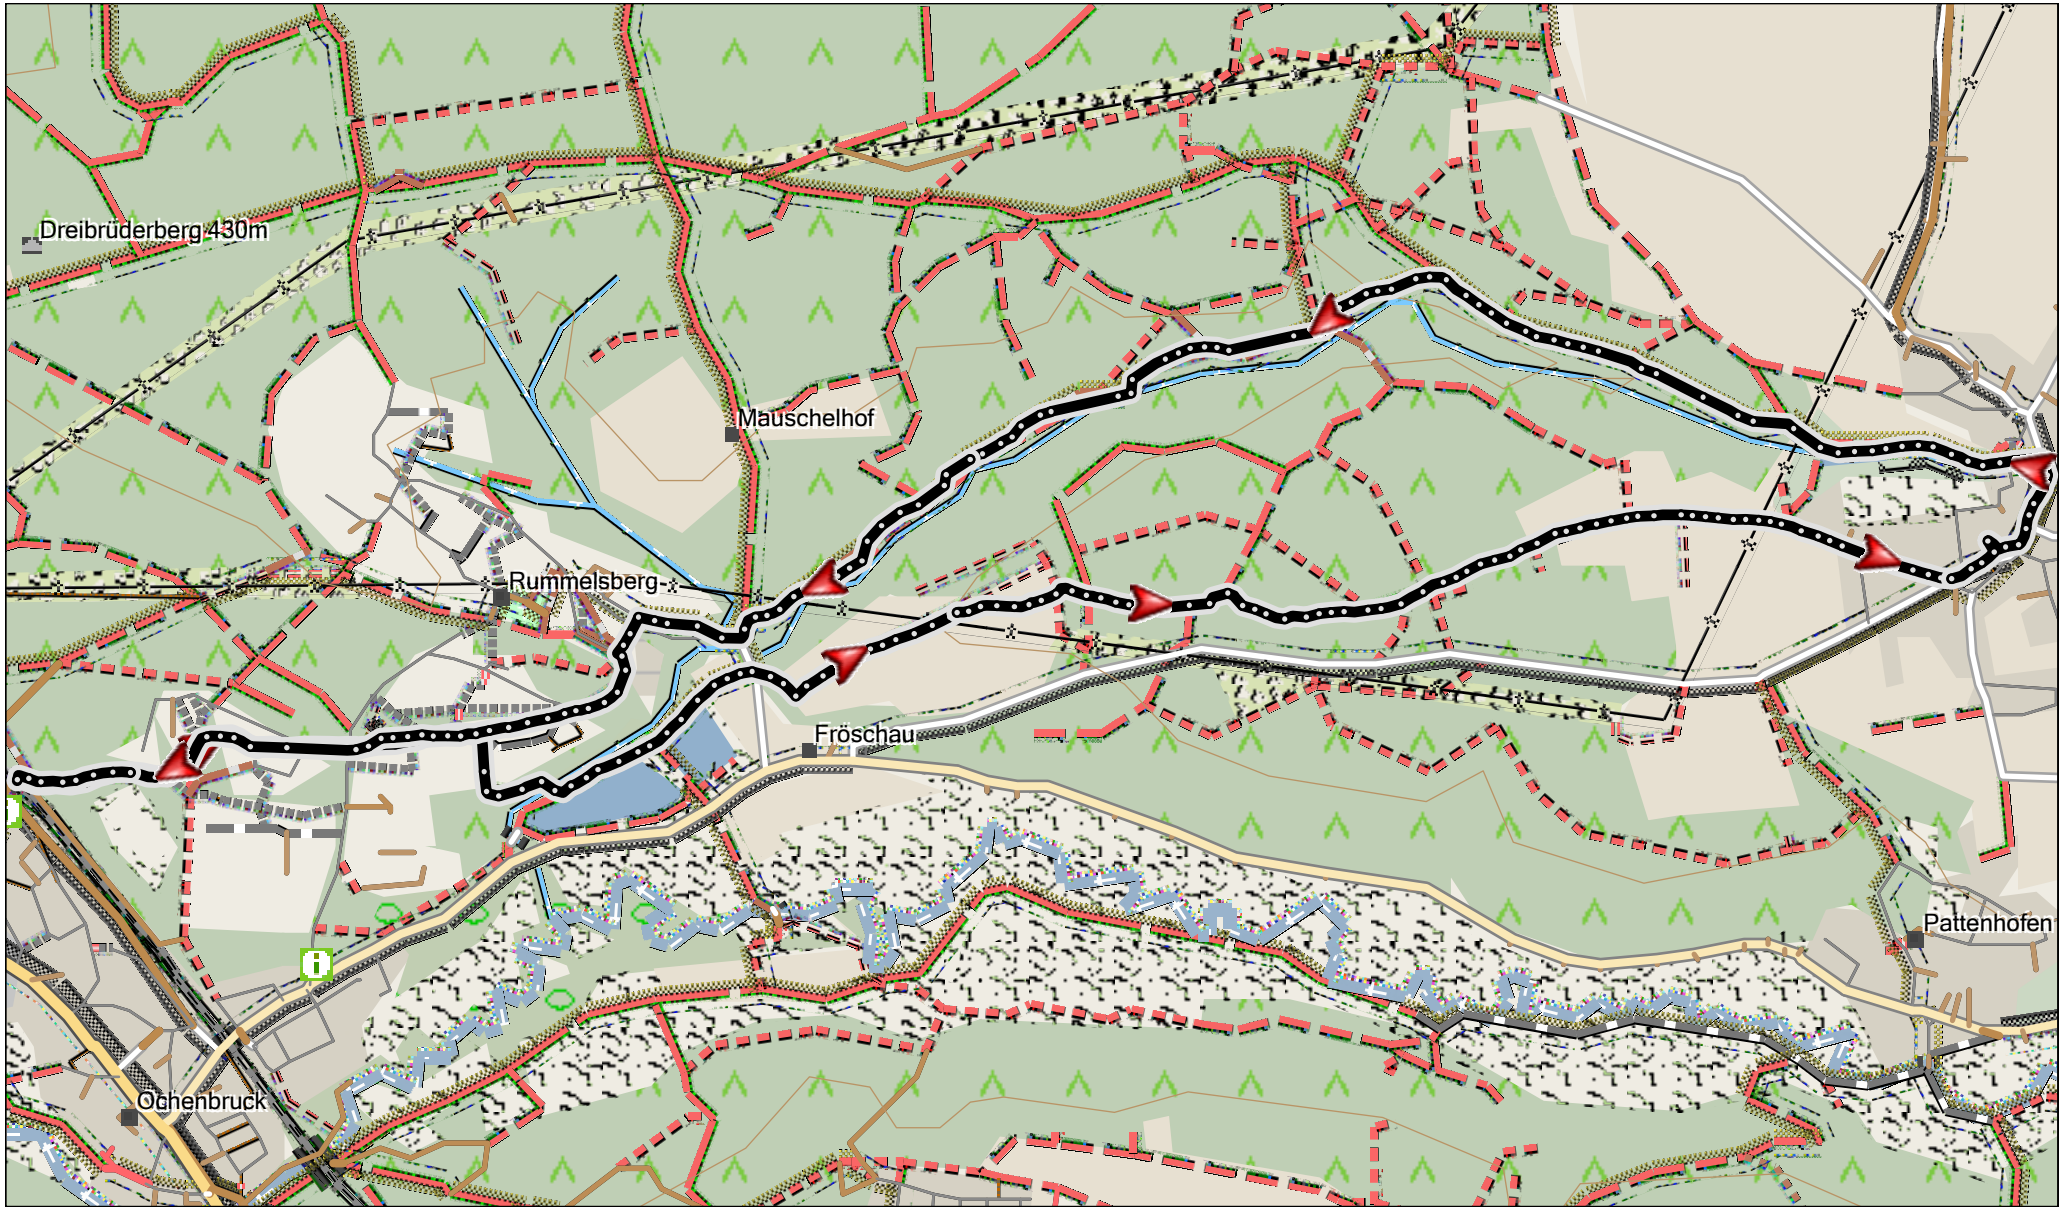 Dreibrüderberg 430m
Mauschelhof
Rummelsberg
Fröschau
Pattenhofen
Ochenbruck